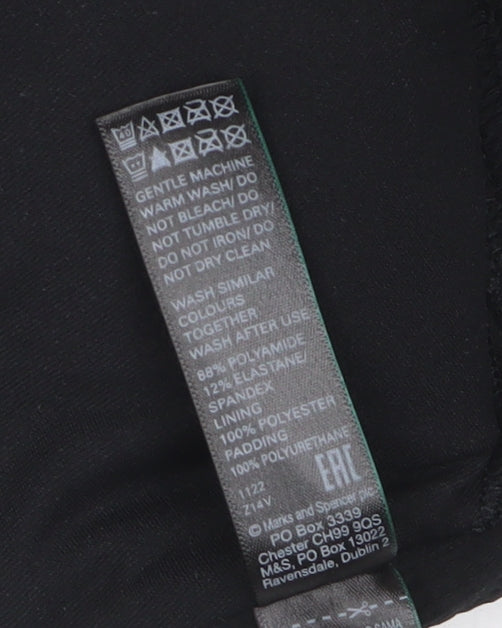 40
GENTLE MACHINE
WARM WASH/ DO
NOT BLEACH/ DO
NOT TUMBLE DRY/
DO NOT IRON/ DO
NOT DRY CLEAN
WASH SIMILAR
COLOURS
TOGETHER
WASH AFTER USE
88% POLYAMIDE
12% ELASTANE/
SPANDEX
LINING
100% POLYESTER
PADDING
100% POLYURETHANE
1122
Z14V
EAC
© Marks and Spencer plc
PO Box 3339
Chester CH99 9QS
M&S, PO Box 13022
Ravensdale, Dublin 2